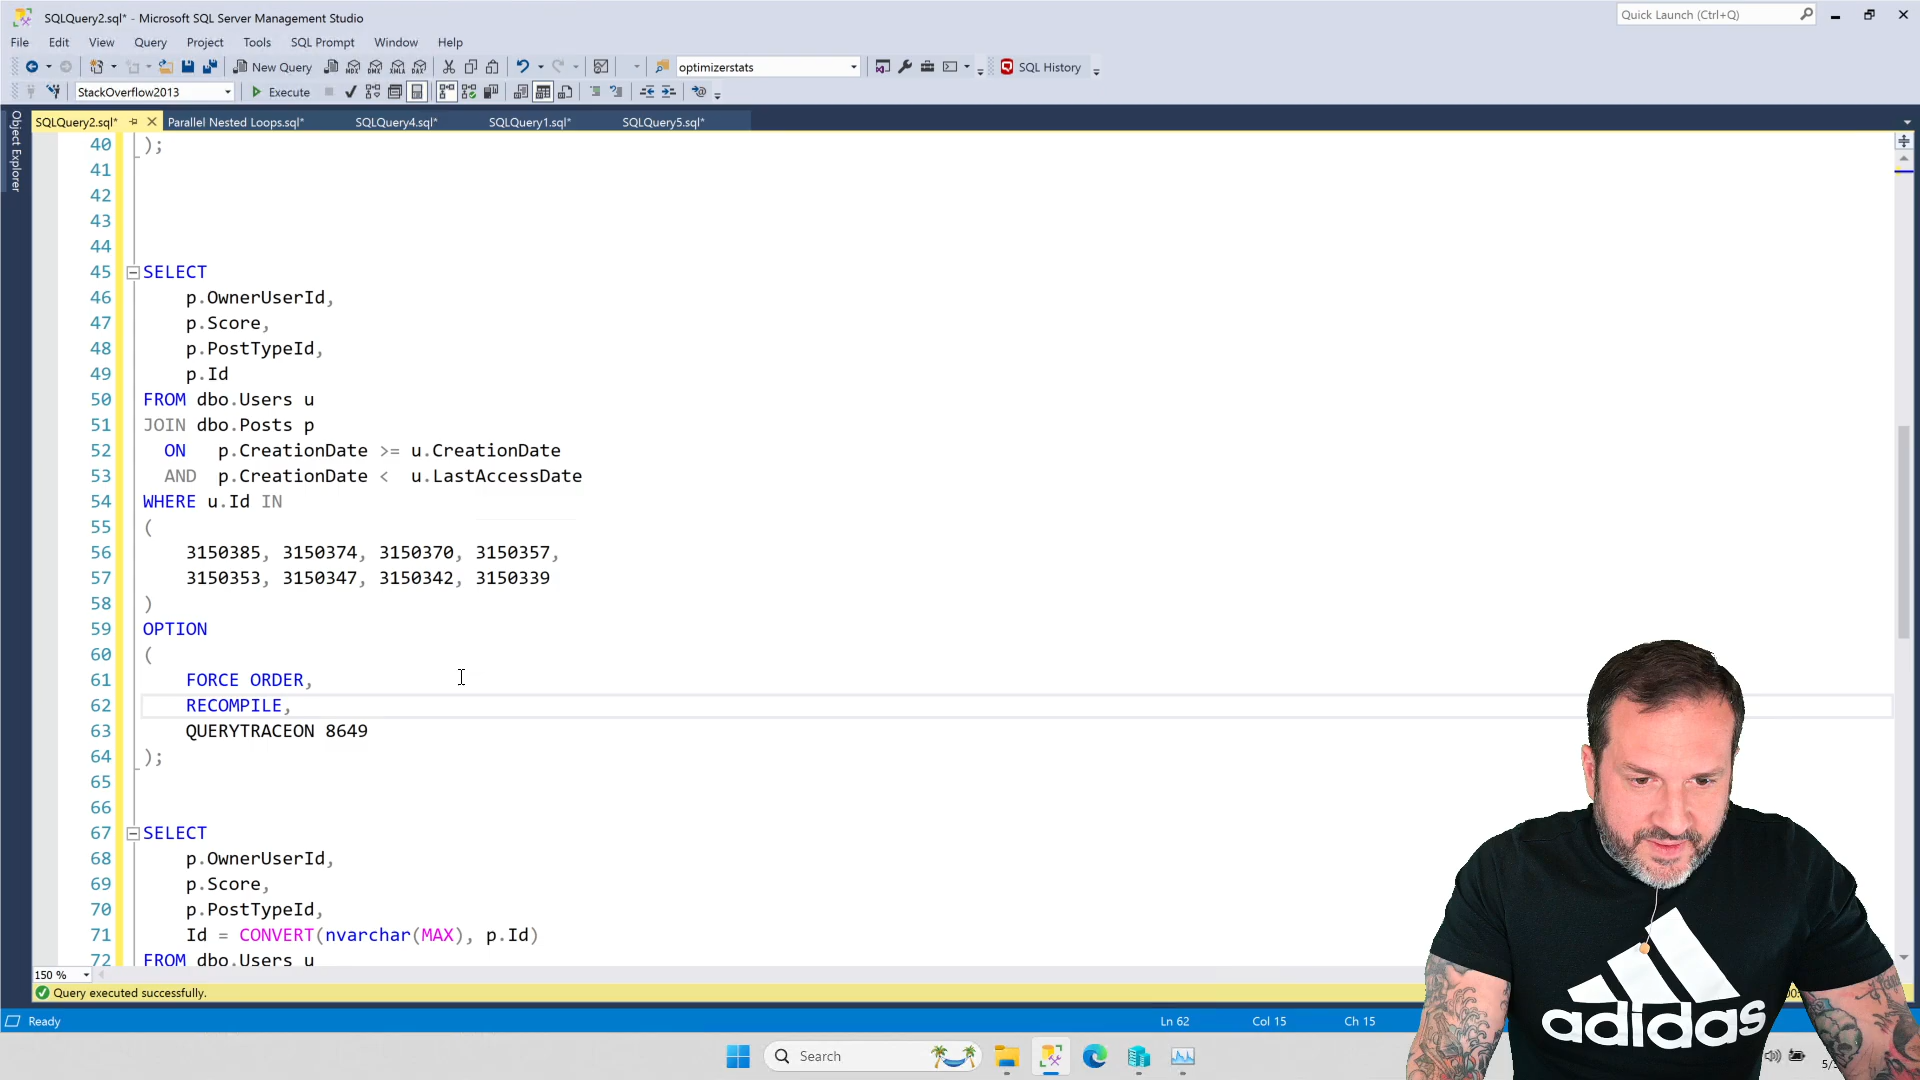 SQLQuery2.sql* - Microsoft SQL Server Management Studio
Quick Launch (Ctrl+Q)
File Edit View Query Project Tools SQL Prompt Window Help
New Query
MDX DMX XMLA DAX
optimizerstats
SQL History
StackOverflow2013
Execute
SQLQuery2.sql* Parallel Nested Loops.sql* SQLQuery4.sql* SQLQuery1.sql* SQLQuery5.sql*
Object Explorer
40 );
41
42
43
44
45 SELECT
46 p.OwnerUserId,
47 p.Score,
48 p.PostTypeId,
49 p.Id
50 FROM dbo.Users u
51 JOIN dbo.Posts p
52 ON p.CreationDate >= u.CreationDate
53 AND p.CreationDate < u.LastAccessDate
54 WHERE u.Id IN
55 (
56 3150385, 3150374, 3150370, 3150357,
57 3150353, 3150347, 3150342, 3150339
58 )
59 OPTION
60 (
61 FORCE ORDER,
62 RECOMPILE,
63 QUERYTRACEON 8649
64 );
65
66
67 SELECT
68 p.OwnerUserId,
69 p.Score,
70 p.PostTypeId,
71 Id = CONVERT(nvarchar(MAX), p.Id)
72 FROM dbo.Users u
150 %
Query executed successfully.
Ready
Ln 62 Col 15 Ch 15
Search
adidas